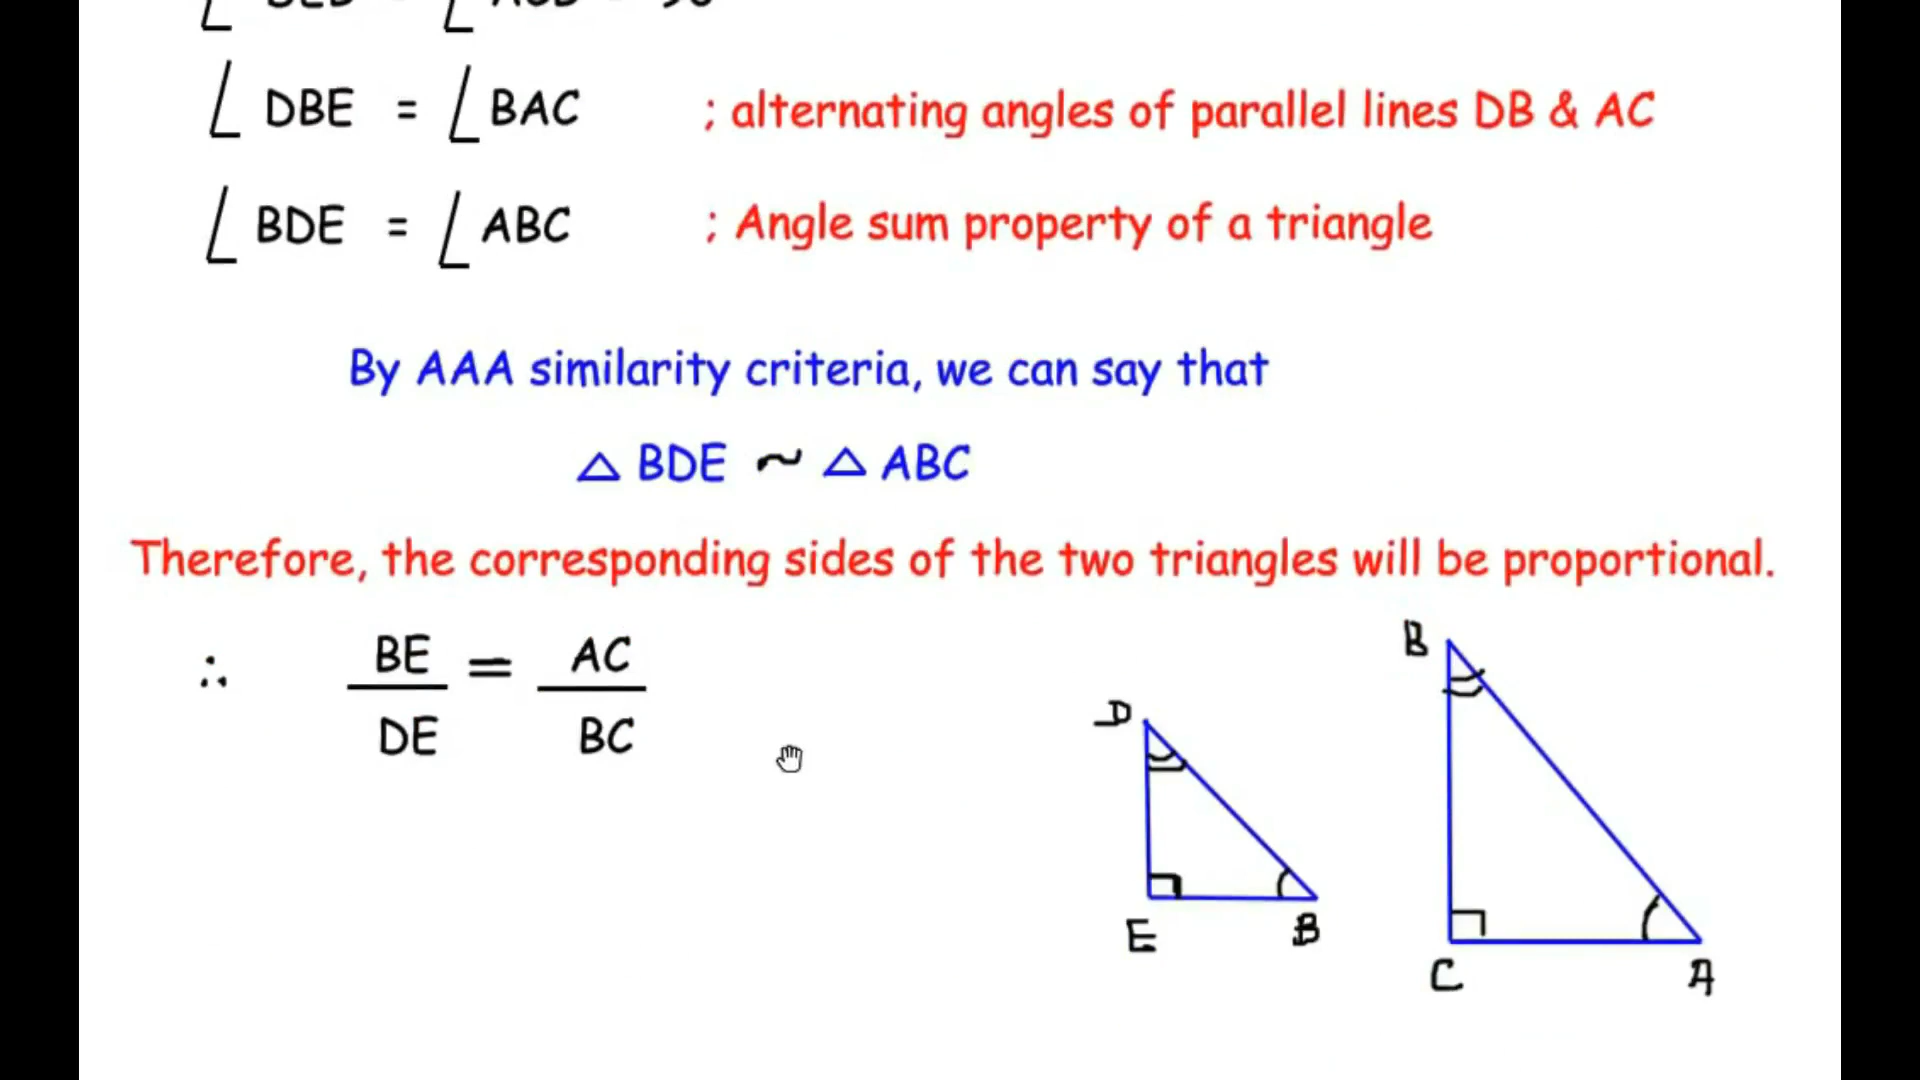 ∠ DBE = ∠ BAC ; alternating angles of parallel lines DB & AC
∠ BDE = ∠ ABC ; Angle sum property of a triangle
By AAA similarity criteria, we can say that
△ BDE ~ △ ABC
Therefore, the corresponding sides of the two triangles will be proportional.
∴ BE/DE = AC/BC
B
D
E B
C A